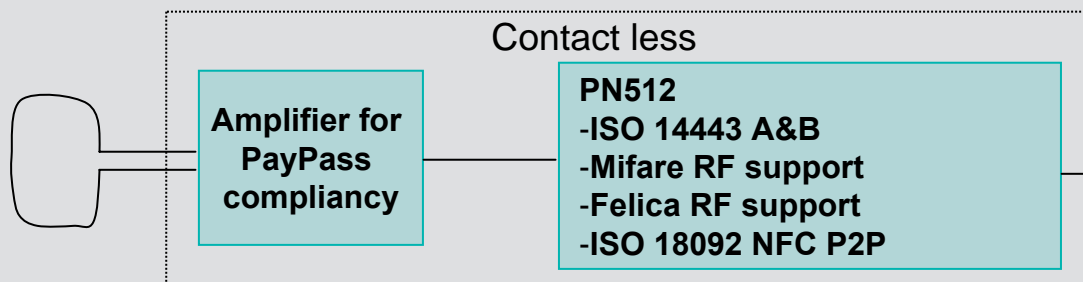 Contact less
Amplifier for
PayPass
compliancy
PN512
-ISO 14443 A&B
-Mifare RF support
-Felica RF support
-ISO 18092 NFC P2P